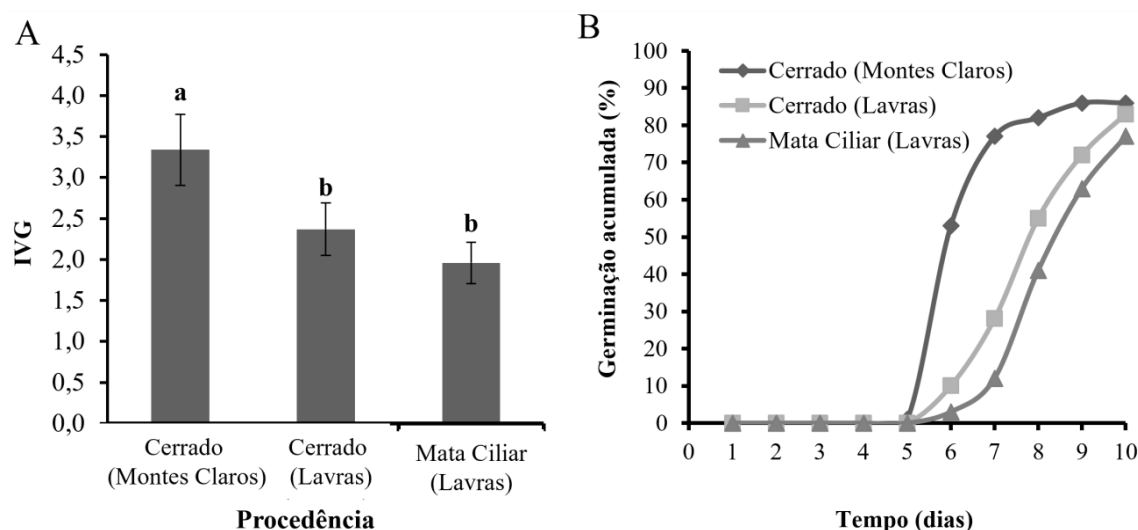 A
4,5
4,0
3,5
3,0
2,5
2,0
1,5
1,0
0,5
0,0
IVG
a
b
b
Cerrado
(Montes Claros)
Cerrado
(Lavras)
Mata Ciliar
(Lavras)
Procedência
B
100
90
80
70
60
50
40
30
20
10
0
Germinação acumulada (%)
Cerrado (Montes Claros)
Cerrado (Lavras)
Mata Ciliar (Lavras)
0 1 2 3 4 5 6 7 8 9 10
Tempo (dias)